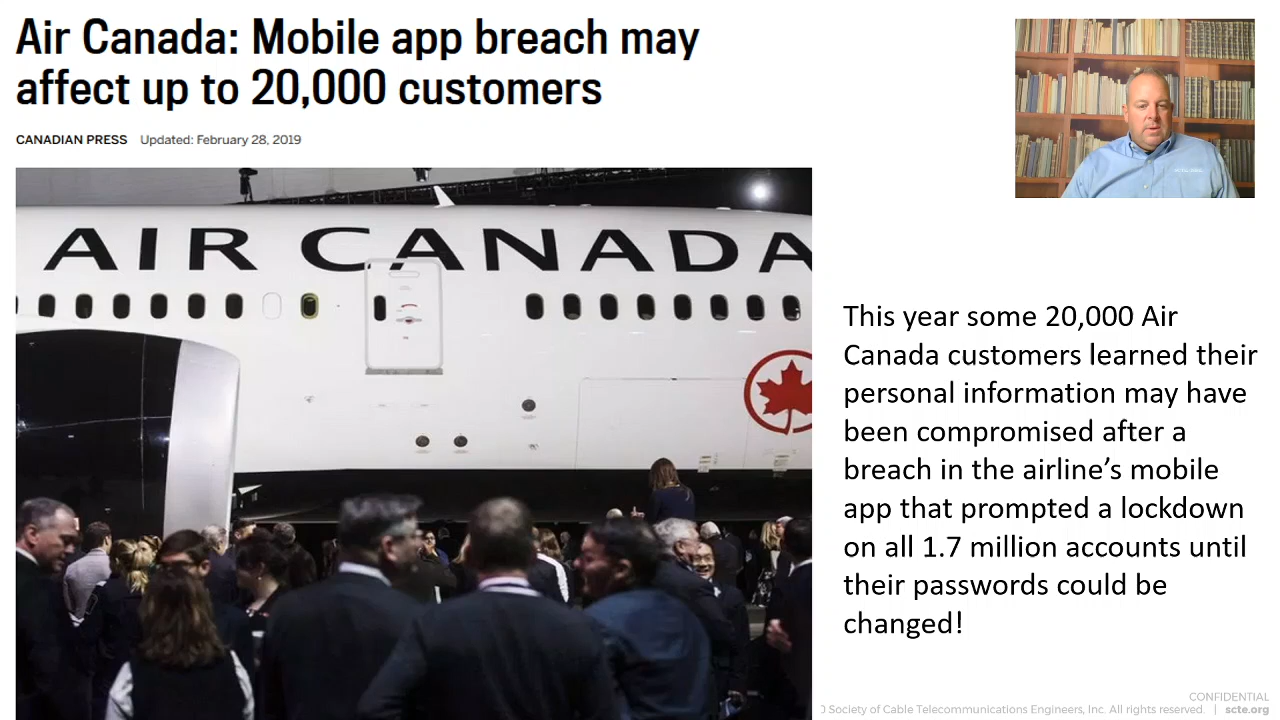 Air Canada: Mobile app breach may
affect up to 20,000 customers
CANADIAN PRESS Updated: February 28, 2019
AIR CANADA
This year some 20,000 Air
Canada customers learned their
personal information may have
been compromised after a
breach in the airline’s mobile
app that prompted a lockdown
on all 1.7 million accounts until
their passwords could be
changed!
CONFIDENTIAL
Society of Cable Telecommunications Engineers, Inc. All rights reserved. | scte.org